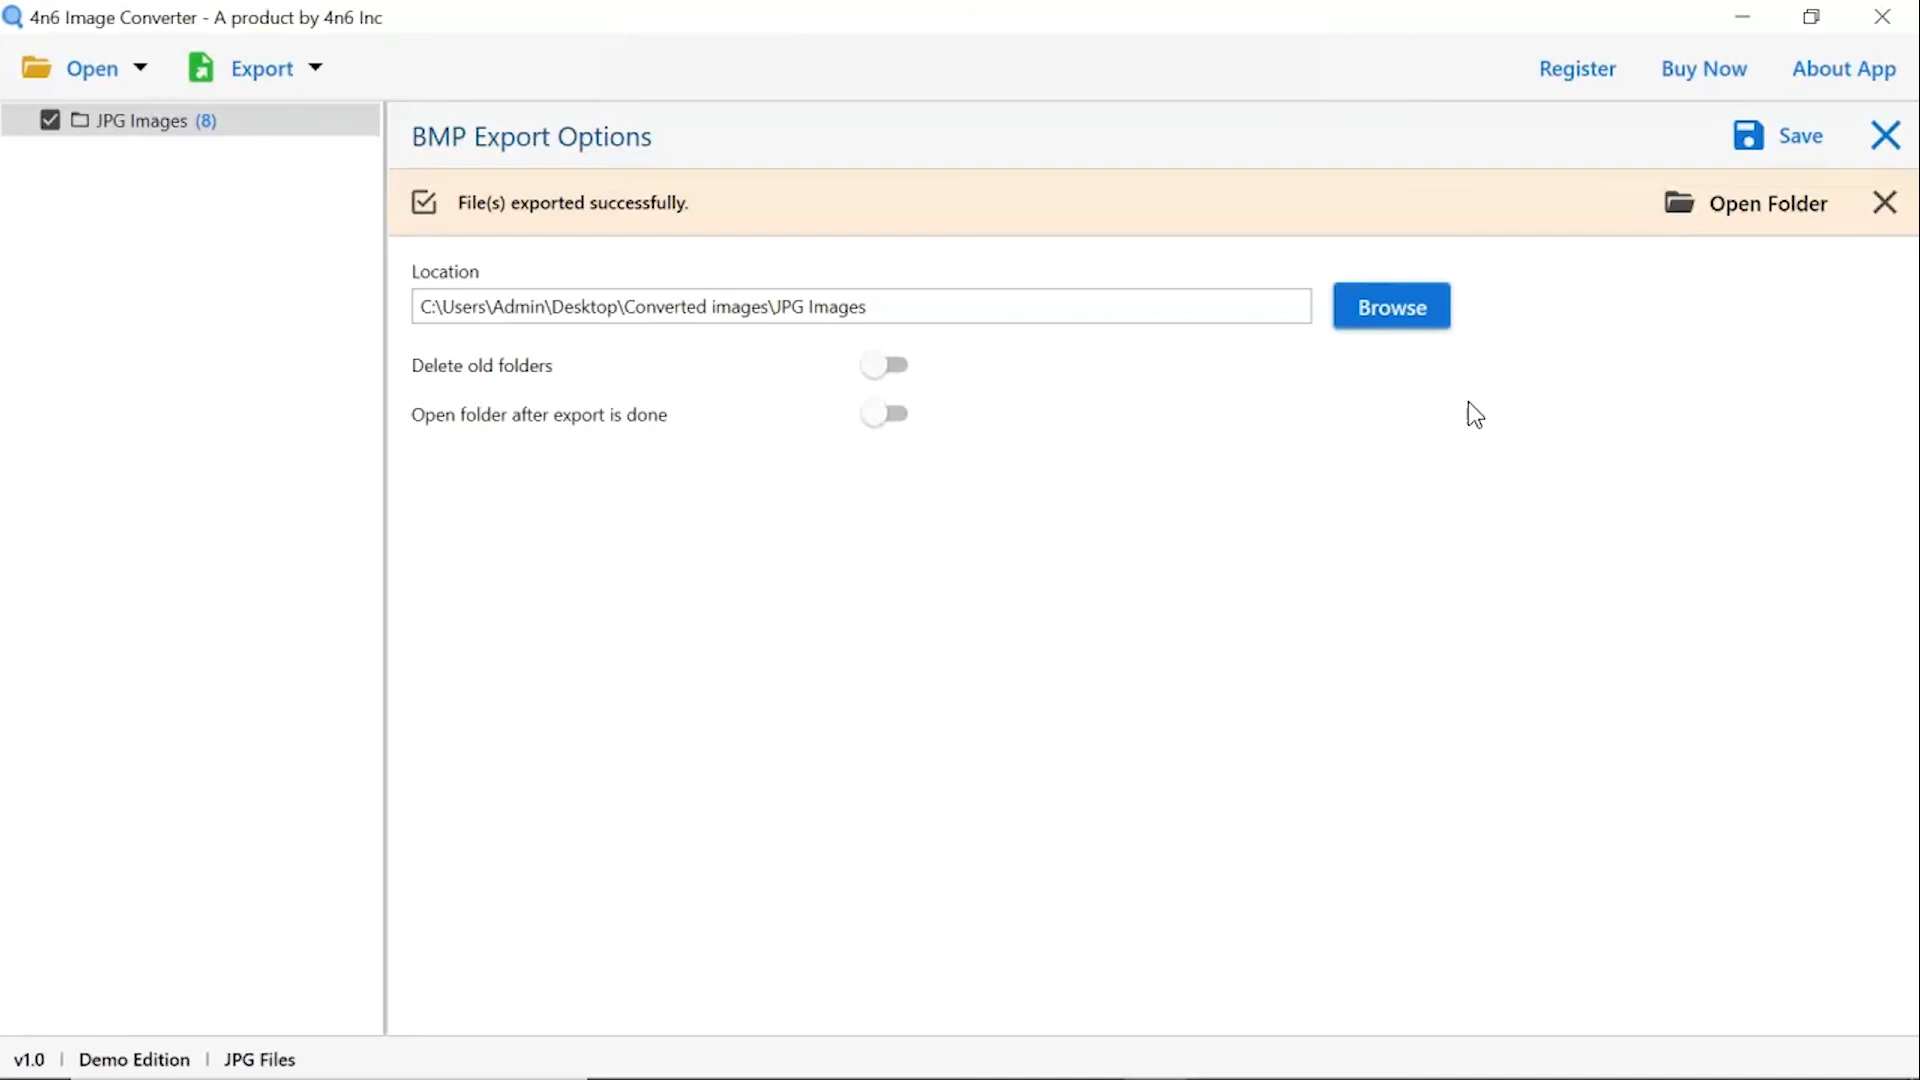 4n6 Image Converter - A product by 4n6 Inc
Open Export Register Buy Now About App
JPG Images (8)
BMP Export Options Save
File(s) exported successfully. Open Folder
Location
C:\Users\Admin\Desktop\Converted images\JPG Images Browse
Delete old folders
Open folder after export is done
v1.0 | Demo Edition | JPG Files